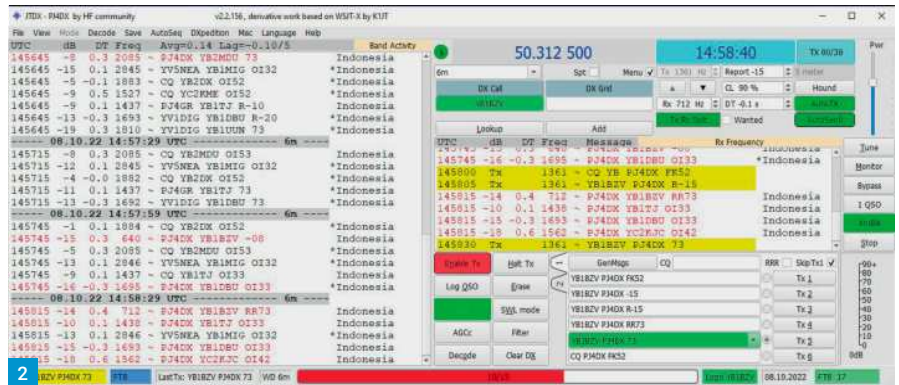 JTDX - PJ4DX by HF community v2.2.156, derivative work based on WSJT-X by K1JT
File View Mode Decode Save AutoSeq DXpedition Misc Language Help
UTC dB DT Freq Avg=0.14 Lag=-0.10/5 Band Activity
145645 -8 0.3 2085 ~ PJ4DX YB2MDU 73 Indonesia
145645 -15 0.1 2845 ~ YV5NEA YB1MIG OI32 *Indonesia
145645 -5 -0.1 1883 ~ CQ YB2DX OI52 *Indonesia
145645 -9 0.5 1527 ~ CQ YC2KME OI52 *Indonesia
145645 -9 0.1 1437 ~ PJ4GR YB1TJ R-10 Indonesia
145645 -13 -0.3 1693 ~ YV1DIG YB1DBU R-20 *Indonesia
145645 -19 0.3 1810 ~ YV1DIG YB1UUN 73 *Indonesia
----- 08.10.22 14:57:29 UTC ----- 6m ----
145715 -8 0.3 2085 ~ CQ YB2MDU OI53 Indonesia
145715 -12 0.1 2845 ~ YV5NEA YB1MIG OI32 *Indonesia
145715 -4 -0.0 1882 ~ CQ YB2DX OI52 *Indonesia
145715 -11 0.1 1437 ~ PJ4GR YB1TJ 73 Indonesia
145715 -13 -0.3 1692 ~ YV1DIG YB1DBU 73 *Indonesia
----- 08.10.22 14:57:59 UTC ----- 6m ----
145745 -1 0.1 1884 ~ CQ YB2DX OI52 *Indonesia
145745 -15 0.3 640 ~ PJ4DX YB1BZV -08 Indonesia
145745 -5 0.3 2085 ~ CQ YB2MDU OI53 Indonesia
145745 -13 0.1 2846 ~ YV5NEA YB1MIG OI32 *Indonesia
145745 -9 0.1 1437 ~ CQ YB1TJ OI33 Indonesia
145745 -16 -0.3 1695 ~ PJ4DX YB1DBU OI33 *Indonesia
----- 08.10.22 14:58:29 UTC ----- 6m ----
145815 -14 0.4 712 ~ PJ4DX YB1BZV RR73 Indonesia
145815 -10 0.1 1438 ~ PJ4DX YB1TJ OI33 Indonesia
145815 -13 0.1 2846 ~ YV5NEA YB1MIG OI32 *Indonesia
145815 -15 -0.3 1693 ~ PJ4DX YB1DBU OI33 *Indonesia
-18 0.6 1562 ~ PJ4DX YC2KJC OI42 Indonesia
2
YB1BZV PJ4DX 73 FT8 LastTx: YB1BZV PJ4DX 73 WD 6m 10/15
50.312 500 14:58:40 TX 00/30 Pwr
6m Spt Menu Tx 1361 Hz Report -15 S meter
DX Call DX Grid CL 90 % Hound
YB1BZV Rx 712 Hz DT -0.1 s AutoTX
Wanted AutoSeq
Lookup Add
UTC dB DT Freq Message Rx Frequency
145745 -16 -0.3 1695 ~ PJ4DX YB1DBU OI33 *Indonesia
145800 Tx 1361 ~ CQ YB PJ4DX FK52
145805 Tx 1361 ~ YB1BZV PJ4DX R-15
145815 -14 0.4 712 ~ PJ4DX YB1BZV RR73 Indonesia
145815 -10 0.1 1438 ~ PJ4DX YB1TJ OI33 Indonesia
145815 -15 -0.3 1693 ~ PJ4DX YB1DBU OI33 *Indonesia
145815 -18 0.6 1562 ~ PJ4DX YC2KJC OI42 Indonesia
145830 Tx 1361 ~ YB1BZV PJ4DX 73
Tune
Monitor
Bypass
1 QSO
Stop
Enable Tx Halt Tx 1 GenMsgs CQ RRR SkipTx1
Log QSO Erase 2 YB1BZV PJ4DX FK52 Tx 1
YB1BZV PJ4DX -15 Tx 2
SWL mode YB1BZV PJ4DX R-15 Tx 3
YB1BZV PJ4DX RR73 Tx 4
AGCc Filter YB1BZV PJ4DX 73 Tx 5
Decode Clear DX CQ PJ4DX FK52 Tx 6
90+
80
70
60
50
40
30
20
10
0
0dB
Logd YB1BZV 08.10.2022 FT8 17